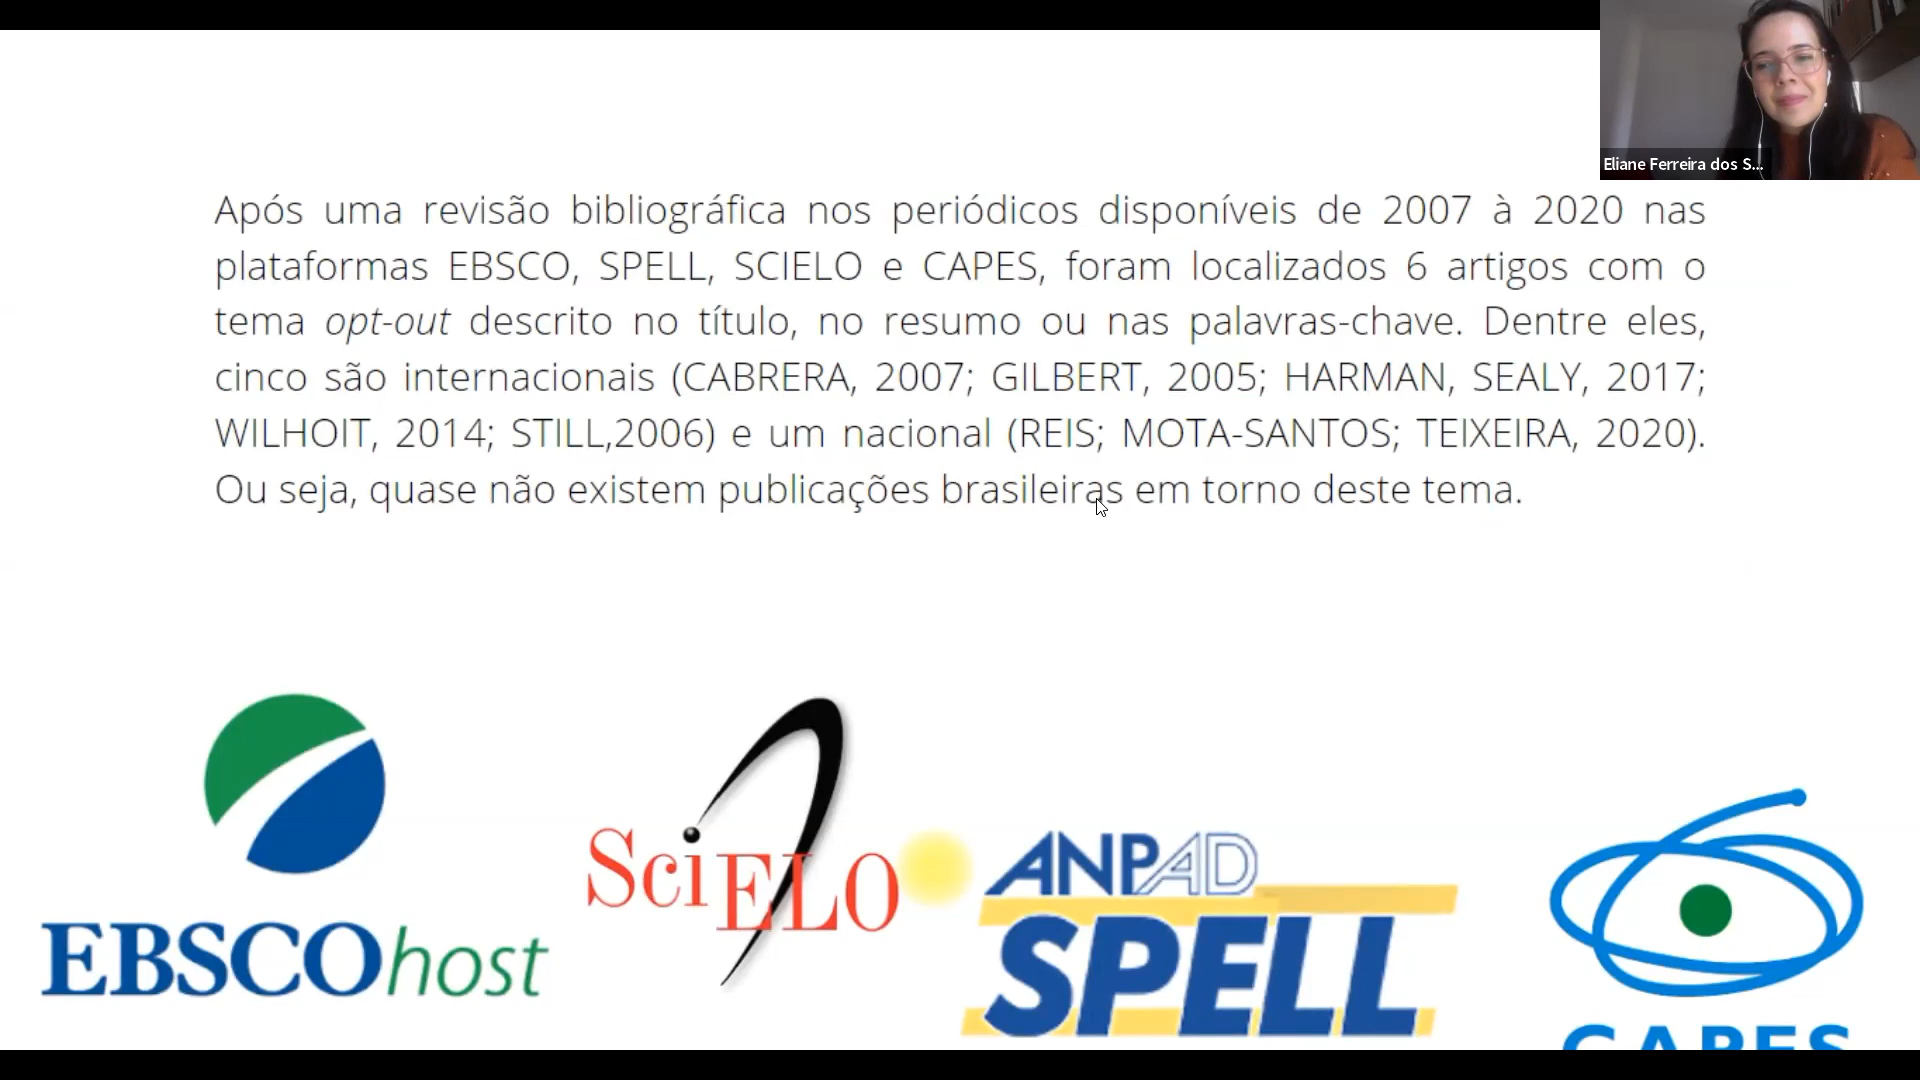 Eliane Ferreira dos S...
Após uma revisão bibliográfica nos periódicos disponíveis de 2007 à 2020 nas
plataformas EBSCO, SPELL, SCIELO e CAPES, foram localizados 6 artigos com o
tema opt-out descrito no título, no resumo ou nas palavras-chave. Dentre eles,
cinco são internacionais (CABRERA, 2007; GILBERT, 2005; HARMAN, SEALY, 2017;
WILHOIT, 2014; STILL,2006) e um nacional (REIS; MOTA-SANTOS; TEIXEIRA, 2020).
Ou seja, quase não existem publicações brasileiras em torno deste tema.
EBSCOhost
SciELO
ANPAD
SPELL
CAPES